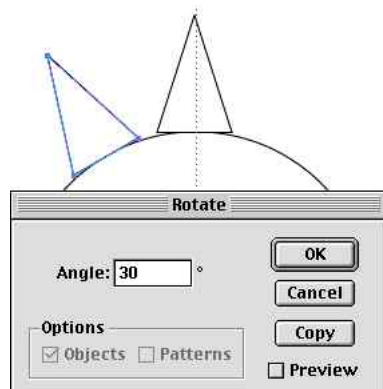 Rotate
Angle: 30 °
OK
Cancel
Copy
Options
Objects Patterns
Preview